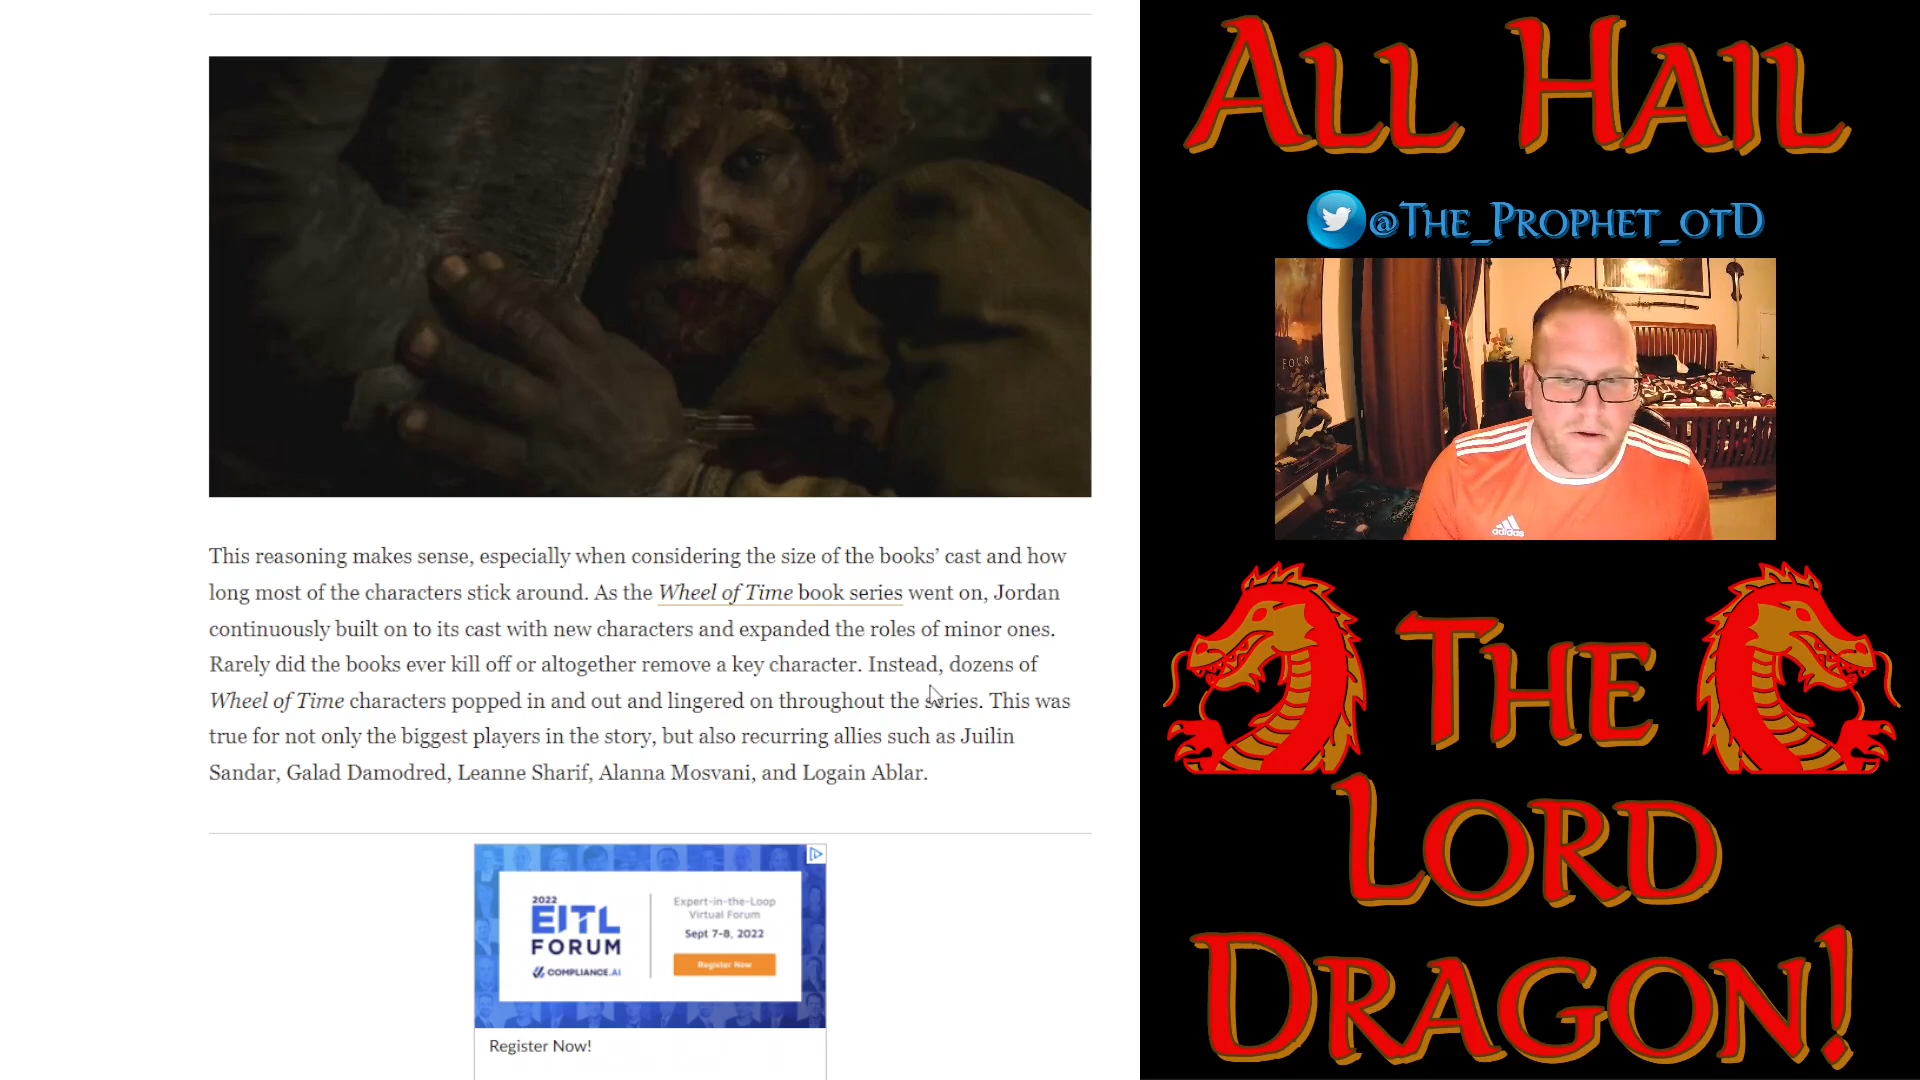 This reasoning makes sense, especially when considering the size of the books’ cast and how
long most of the characters stick around. As the Wheel of Time book series went on, Jordan
continuously built on to its cast with new characters and expanded the roles of minor ones.
Rarely did the books ever kill off or altogether remove a key character. Instead, dozens of
Wheel of Time characters popped in and out and lingered on throughout the series. This was
true for not only the biggest players in the story, but also recurring allies such as Juilin
Sandar, Galad Damodred, Leanne Sharif, Alanna Mosvani, and Logain Ablar.
2022
EITL
FORUM
COMPLIANCE.AI
Expert-in-the-Loop
Virtual Forum
Sept 7-8, 2022
Register Now
Register Now!
ALL HAIL
@THE_PROPHET_OTD
FOUR
adidas
THE
LORD
DRAGON!